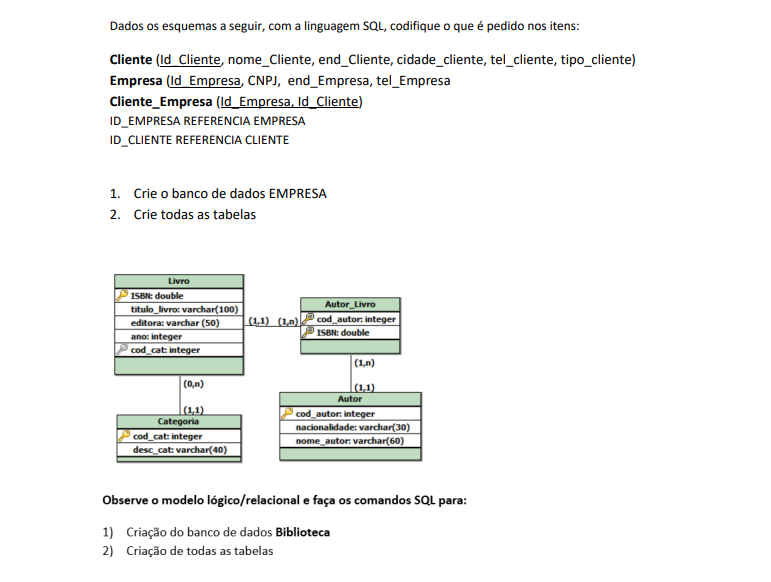 Dados os esquemas a seguir, com a linguagem SQL, codifique o que é pedido nos itens:
Cliente (Id_Cliente, nome_Cliente, end_Cliente, cidade_cliente, tel_cliente, tipo_cliente)
Empresa (Id_Empresa, CNPJ, end_Empresa, tel_Empresa
Cliente_Empresa (Id_Empresa, Id_Cliente)
ID_EMPRESA REFERENCIA EMPRESA
ID_CLIENTE REFERENCIA CLIENTE
1. Crie o banco de dados EMPRESA
2. Crie todas as tabelas
Livro
ISBN: double
titulo_livro: varchar(100)
editora: varchar (50)
ano: integer
cod_cat: integer
(1,1) (1,n)
Autor_Livro
cod_autor: integer
ISBN: double
(0,n)
(1,1)
(1,n)
(1,1)
Categoria
cod_cat: integer
desc_cat: varchar(40)
Autor
cod_autor: integer
nacionalidade: varchar(30)
nome_autor: varchar(60)
Observe o modelo lógico/relacional e faça os comandos SQL para:
1) Criação do banco de dados Biblioteca
2) Criação de todas as tabelas